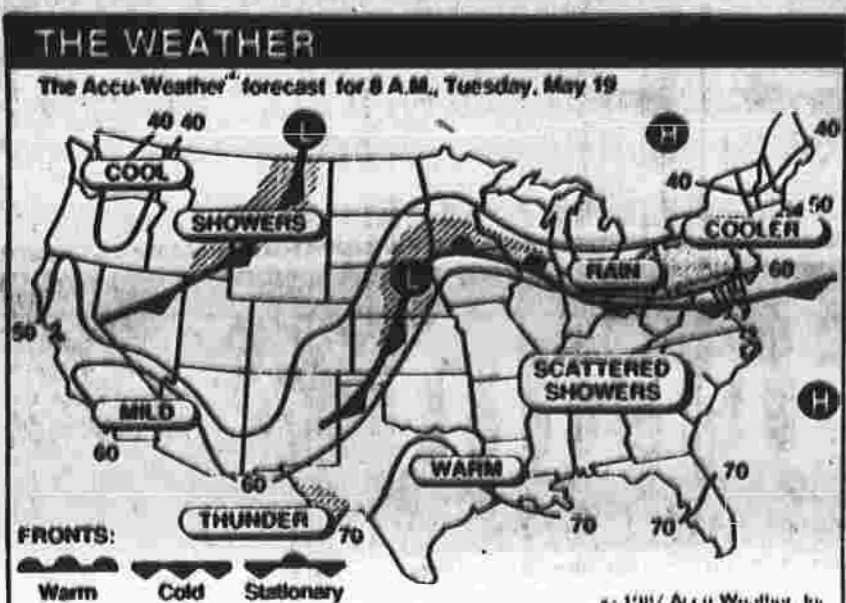 THE WEATHER
The Accu-Weather forecast for 8 A.M., Tuesday, May 19
40 40
L
H
40
COOL
40
50
SHOWERS
COOLER
L
RAIN
60
50
SCATTERED
SHOWERS
H
MILD
60
WARM
70
60
THUNDER
70
70
70
FRONTS:
Warm Cold Stationary